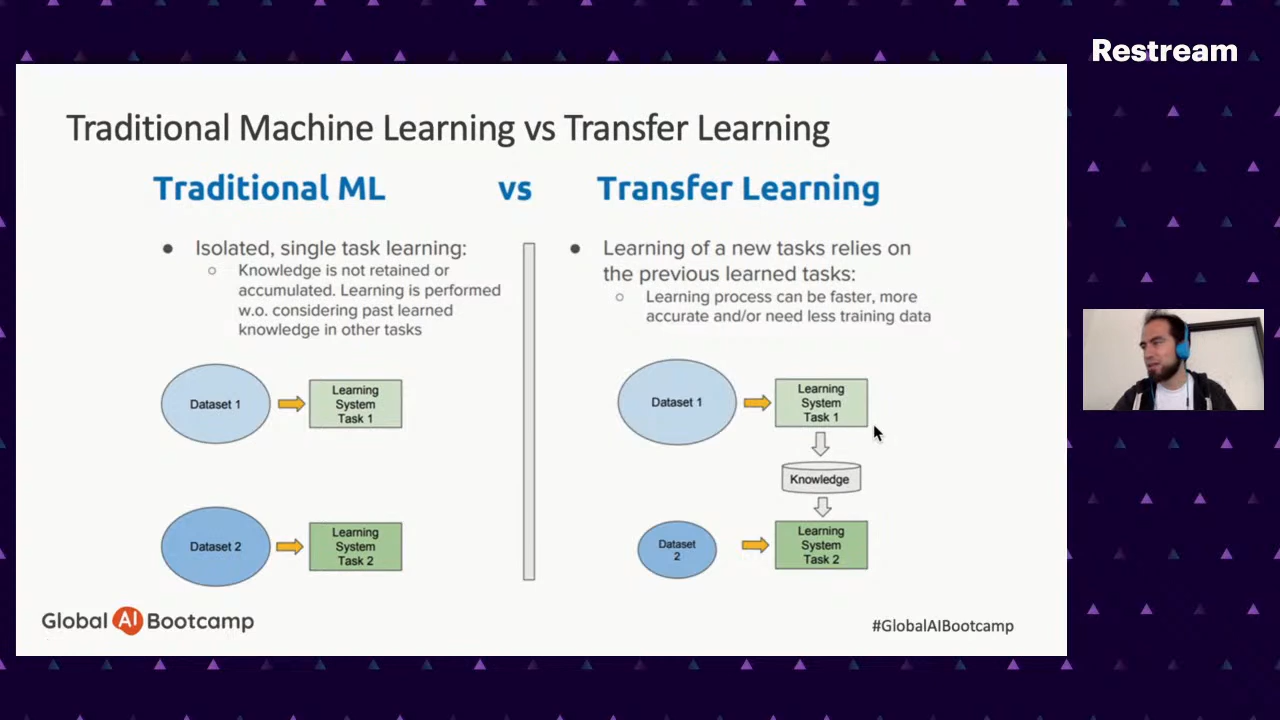 Restream
Traditional Machine Learning vs Transfer Learning
Traditional ML vs Transfer Learning
Isolated, single task learning:
Knowledge is not retained or
accumulated. Learning is performed
w.o. considering past learned
knowledge in other tasks
Dataset 1
Learning
System
Task 1
Dataset 2
Learning
System
Task 2
Learning of a new tasks relies on
the previous learned tasks:
Learning process can be faster, more
accurate and/or need less training data
Dataset 1
Learning
System
Task 1
Knowledge
Dataset
2
Learning
System
Task 2
Global AI Bootcamp
#GlobalAIBootcamp